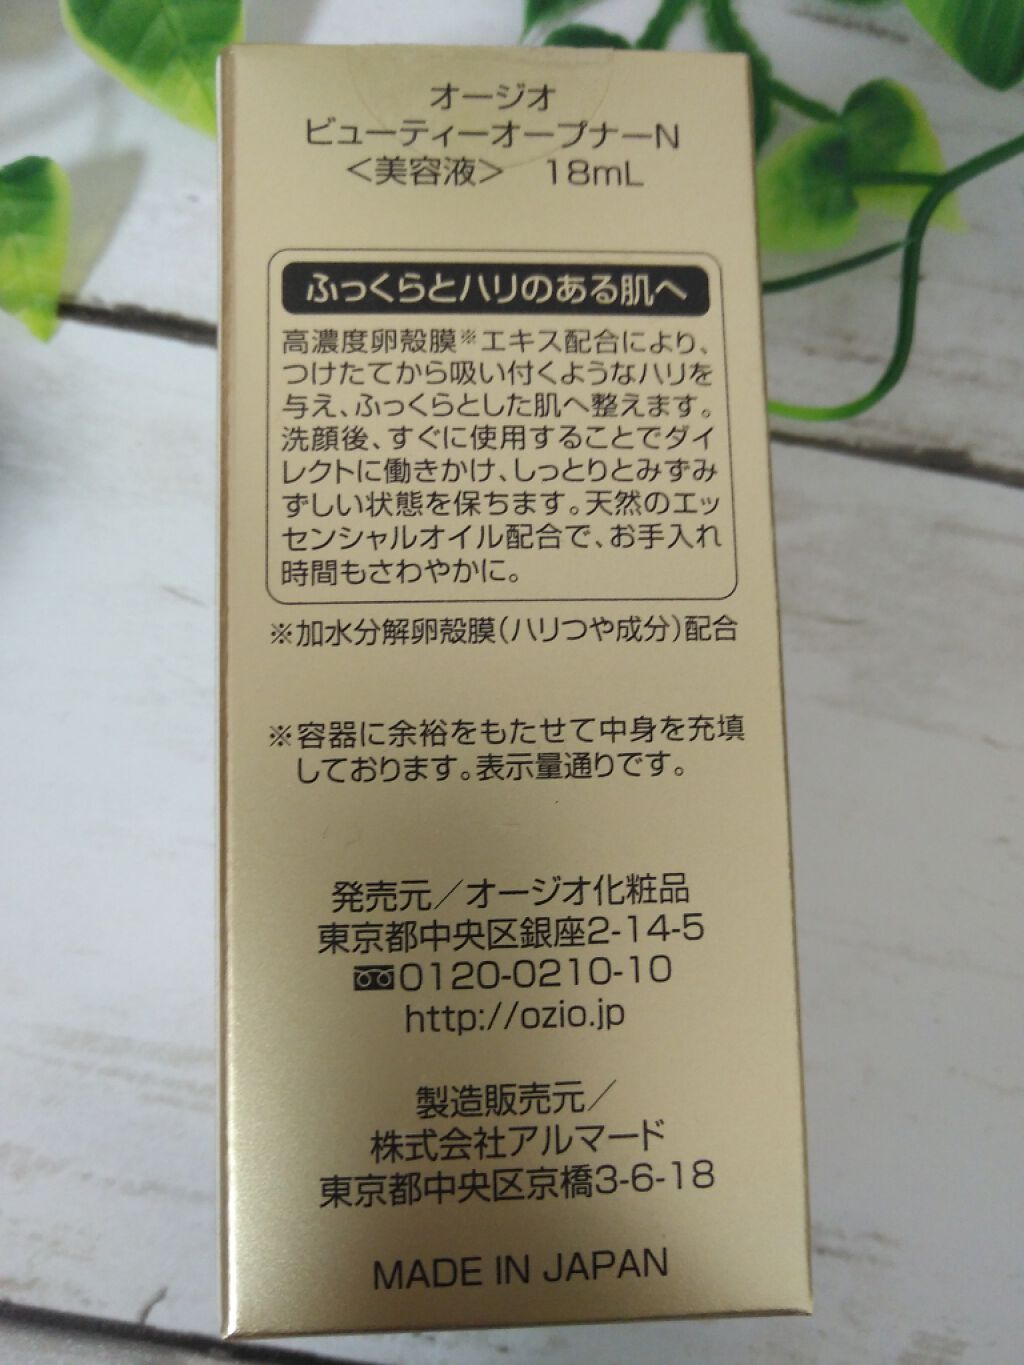 オージオ
ビューティーオープナーN
＜美容液＞　18mL
ふっくらとハリのある肌へ
高濃度卵殻膜※エキス配合により、
つけたてから吸い付くようなハリを
与え、ふっくらとした肌へ整えます。
洗顔後、すぐに使用することでダイ
レクトに働きかけ、しっとりとみずみ
ずしい状態を保ちます。天然のエッ
センシャルオイル配合で、お手入れ
時間もさわやかに。
※加水分解卵殻膜(ハリつや成分)配合
※容器に余裕をもたせて中身を充填
しております。表示量通りです。
発売元／オージオ化粧品
東京都中央区銀座2-14-5
0120-0210-10
http://ozio.jp
製造販売元／
株式会社アルマード
東京都中央区京橋3-6-18
MADE IN JAPAN